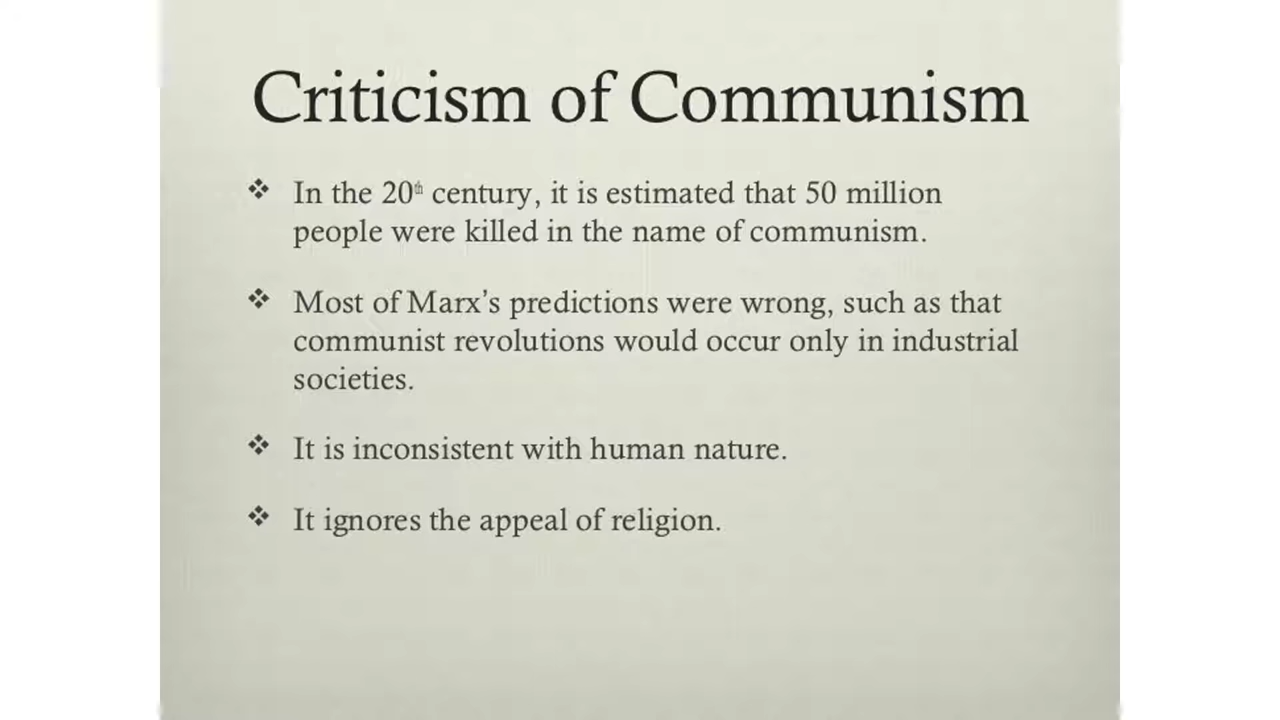 Criticism of Communism
❖ In the 20th century, it is estimated that 50 million
people were killed in the name of communism.
❖ Most of Marx’s predictions were wrong, such as that
communist revolutions would occur only in industrial
societies.
❖ It is inconsistent with human nature.
❖ It ignores the appeal of religion.